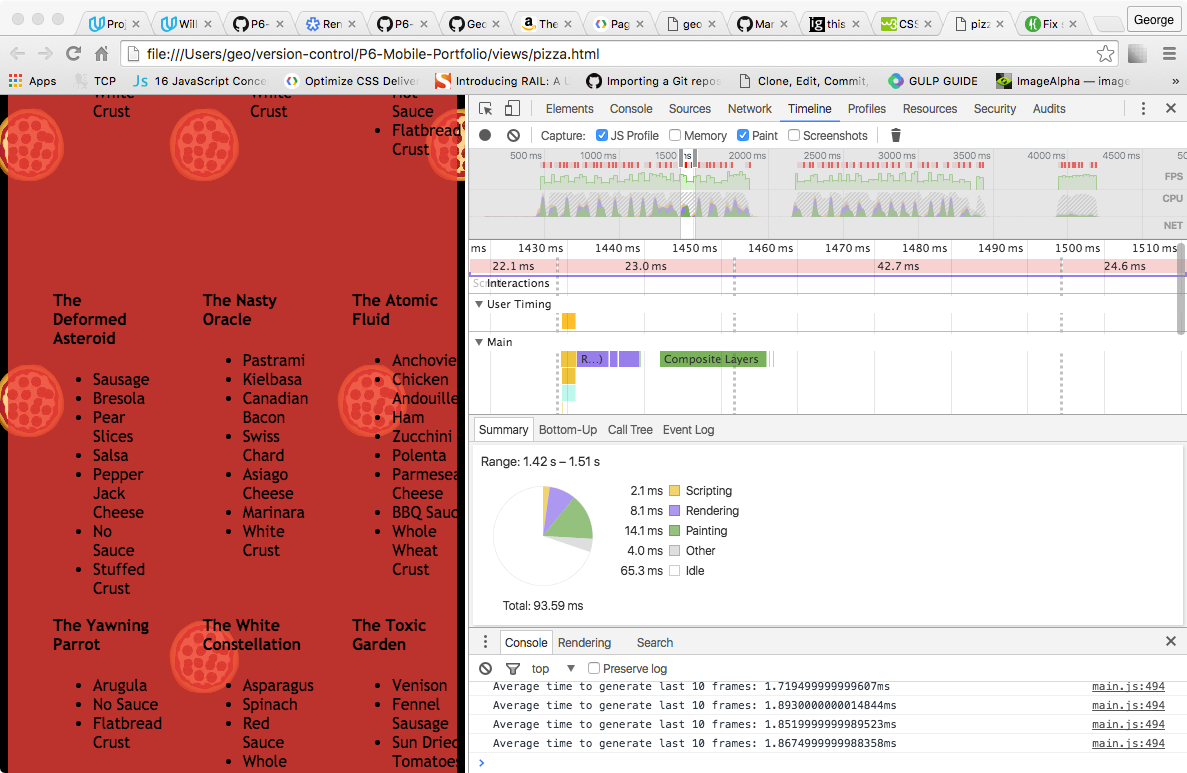 Proj
Will
P6-
Ren
P6-
Geo
The
Pag
geo
Mar
this
CSS
pizz
Fix s
George
file:///Users/geo/version-control/P6-Mobile-Portfolio/views/pizza.html
Apps
TCP
16 JavaScript Conce
Optimize CSS Deliver
Introducing RAIL: A U
Importing a Git repo
Clone, Edit, Commit,
GULP GUIDE
ImageAlpha — image
»
White
Crust
White
Crust
Hot
Sauce
Flatbread
Crust
The
Deformed
Asteroid
Sausage
Bresola
Pear
Slices
Salsa
Pepper
Jack
Cheese
No
Sauce
Stuffed
Crust
The Nasty
Oracle
Pastrami
Kielbasa
Canadian
Bacon
Swiss
Chard
Asiago
Cheese
Marinara
White
Crust
The Atomic
Fluid
Anchovie
Chicken
Andouille
Ham
Zucchini
Polenta
Parmesea
Cheese
BBQ Sauc
Whole
Wheat
Crust
The Yawning
Parrot
Arugula
No Sauce
Flatbread
Crust
The White
Constellation
Asparagus
Spinach
Red
Sauce
Whole
The Toxic
Garden
Venison
Fennel
Sausage
Sun Dried
Tomatoes
Elements Console Sources Network Timeline Profiles Resources Security Audits
Capture: JS Profile Memory Paint Screenshots
500 ms 1000 ms 1500 ms 2000 ms 2500 ms 3000 ms 3500 ms 4000 ms 4500 ms 50
FPS
CPU
NET
ms 1430 ms 1440 ms 1450 ms 1460 ms 1470 ms 1480 ms 1490 ms 1500 ms 1510 ms
22.1 ms 23.0 ms 42.7 ms 24.6 ms
Interactions
User Timing
Main
R...) Composite Layers
Summary Bottom-Up Call Tree Event Log
Range: 1.42 s – 1.51 s
2.1 ms Scripting
8.1 ms Rendering
14.1 ms Painting
4.0 ms Other
65.3 ms Idle
Total: 93.59 ms
Console Rendering Search
top Preserve log
Average time to generate last 10 frames: 1.719499999999607ms main.js:494
Average time to generate last 10 frames: 1.8930000000014844ms main.js:494
Average time to generate last 10 frames: 1.8519999999989523ms main.js:494
Average time to generate last 10 frames: 1.8674999999988358ms main.js:494